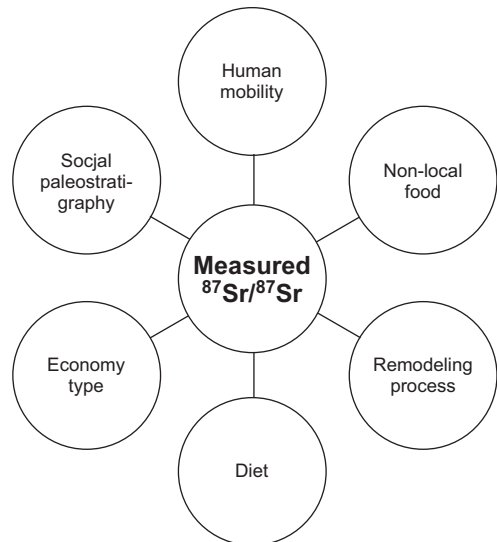 Human
mobility
Socjal
paleostrati-
graphy
Non-local
food
Measured
⁸⁷Sr/⁸⁷Sr
Economy
type
Remodeling
process
Diet